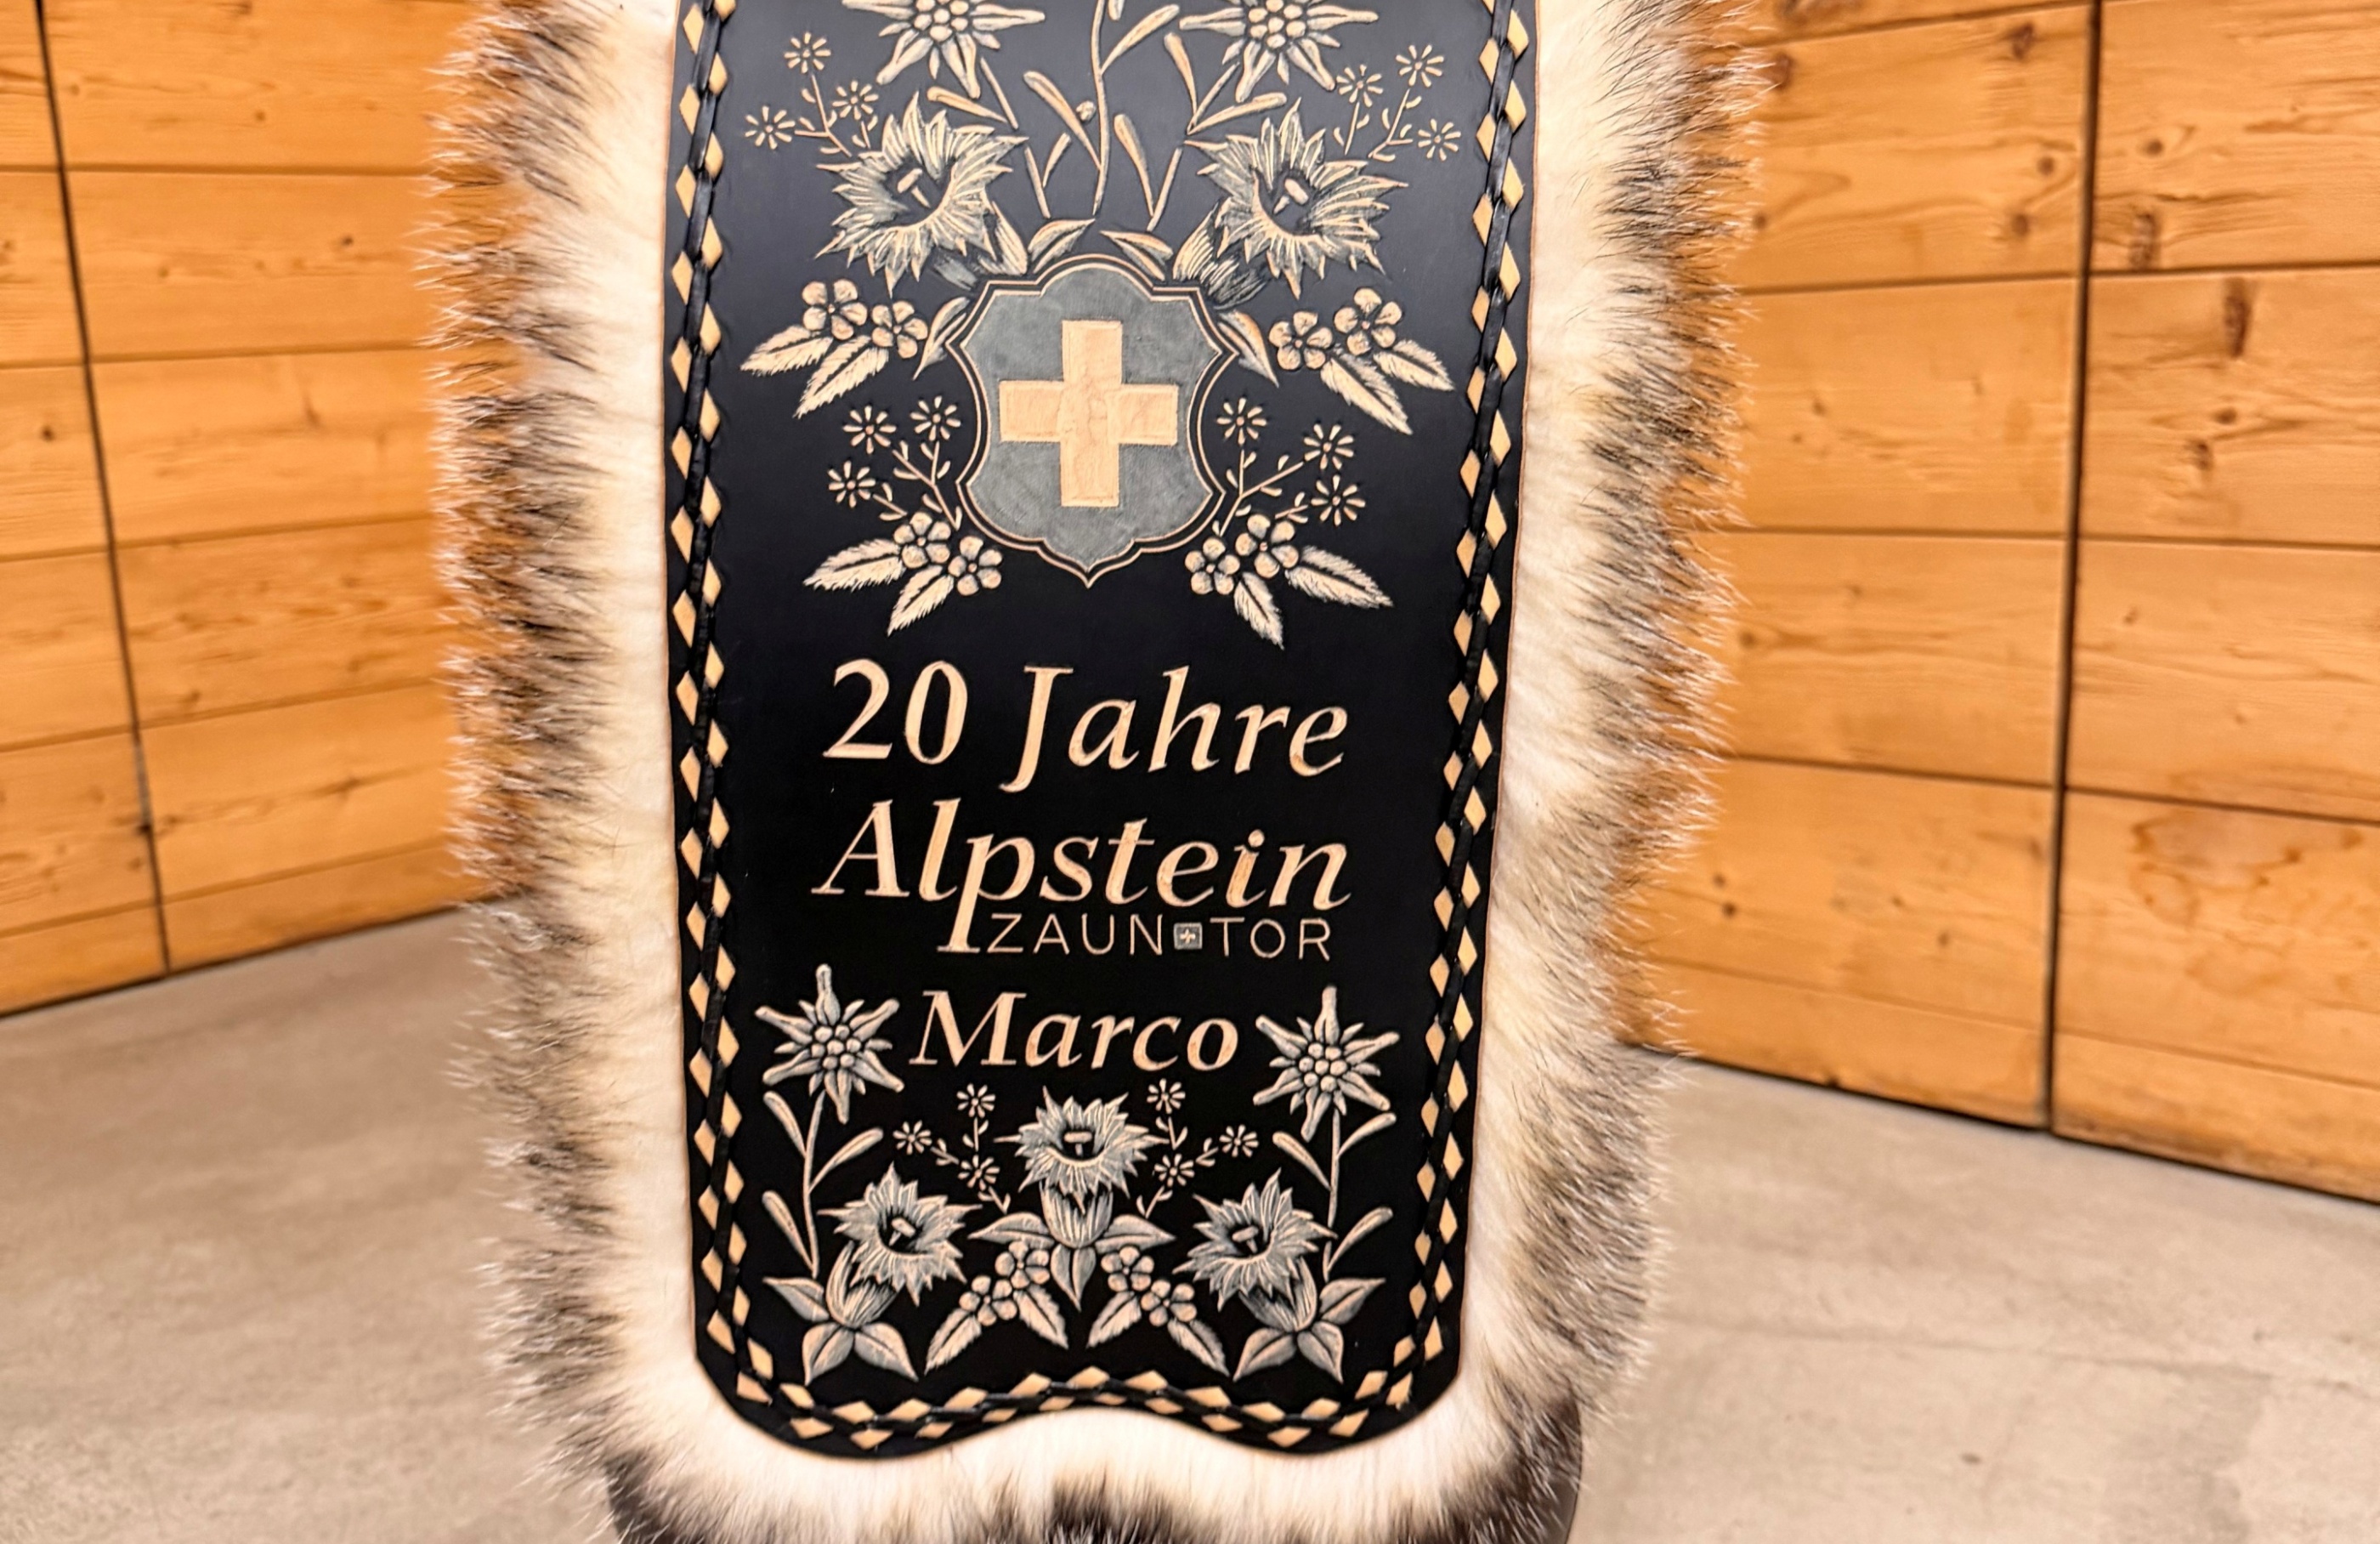 20 Jahre
Alpstein
ZAUN TOR
Marco